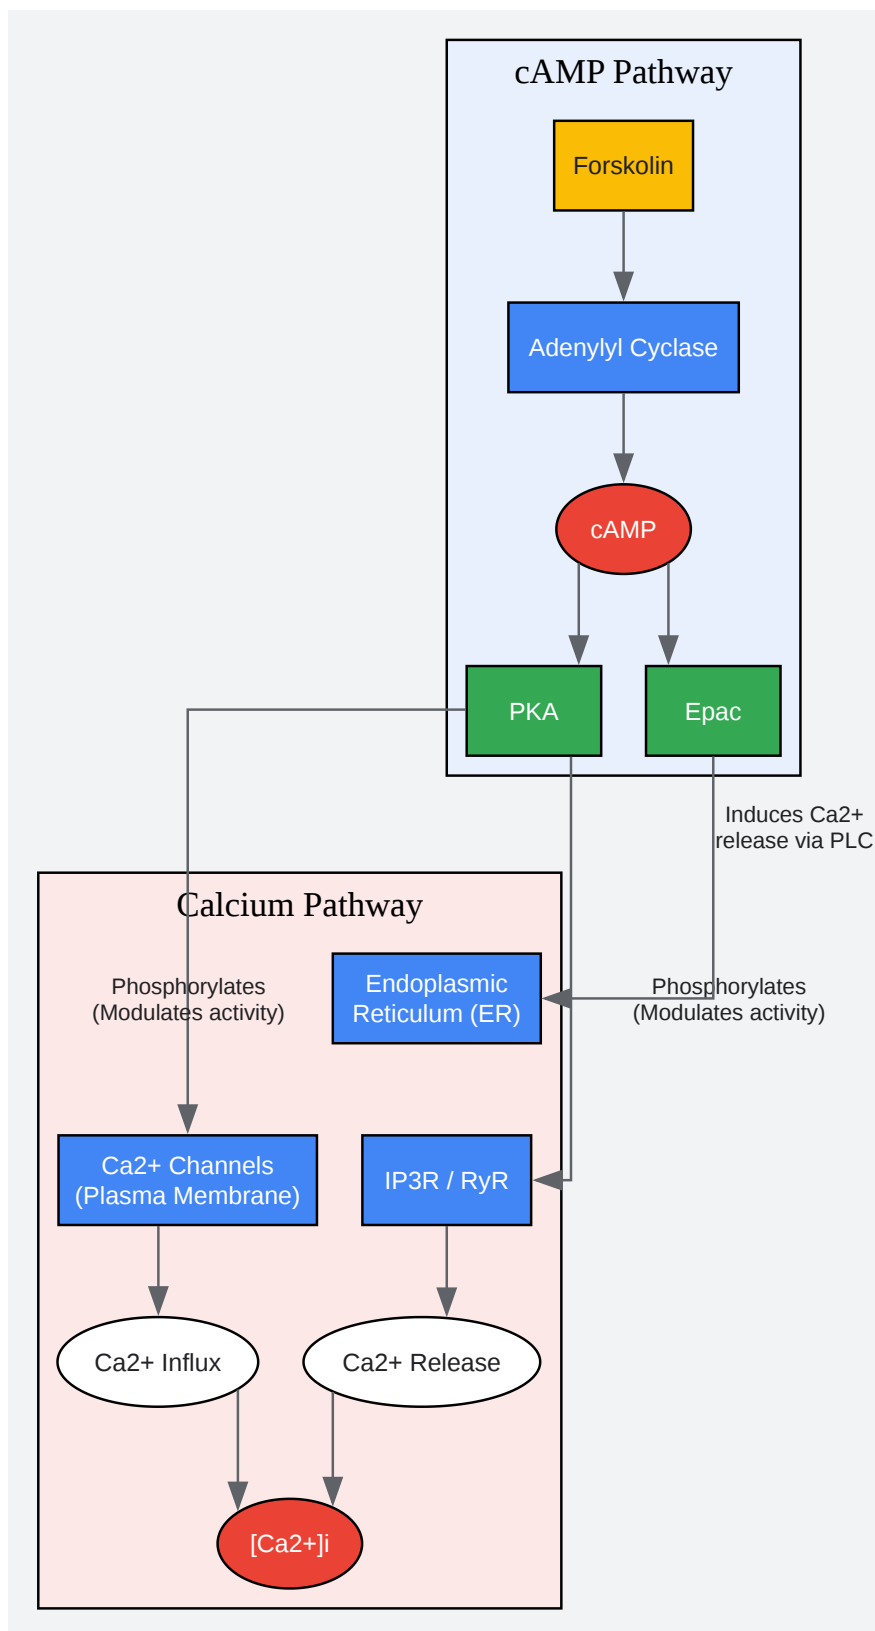 cAMP Pathway
Forskolin
Adenylyl Cyclase
cAMP
PKA
Epac
Induces Ca2+
release via PLC
Calcium Pathway
Endoplasmic
Reticulum (ER)
Phosphorylates
(Modulates activity)
Phosphorylates
(Modulates activity)
Ca2+ Channels
(Plasma Membrane)
IP3R / RyR
Ca2+ Influx
Ca2+ Release
[Ca2+]i